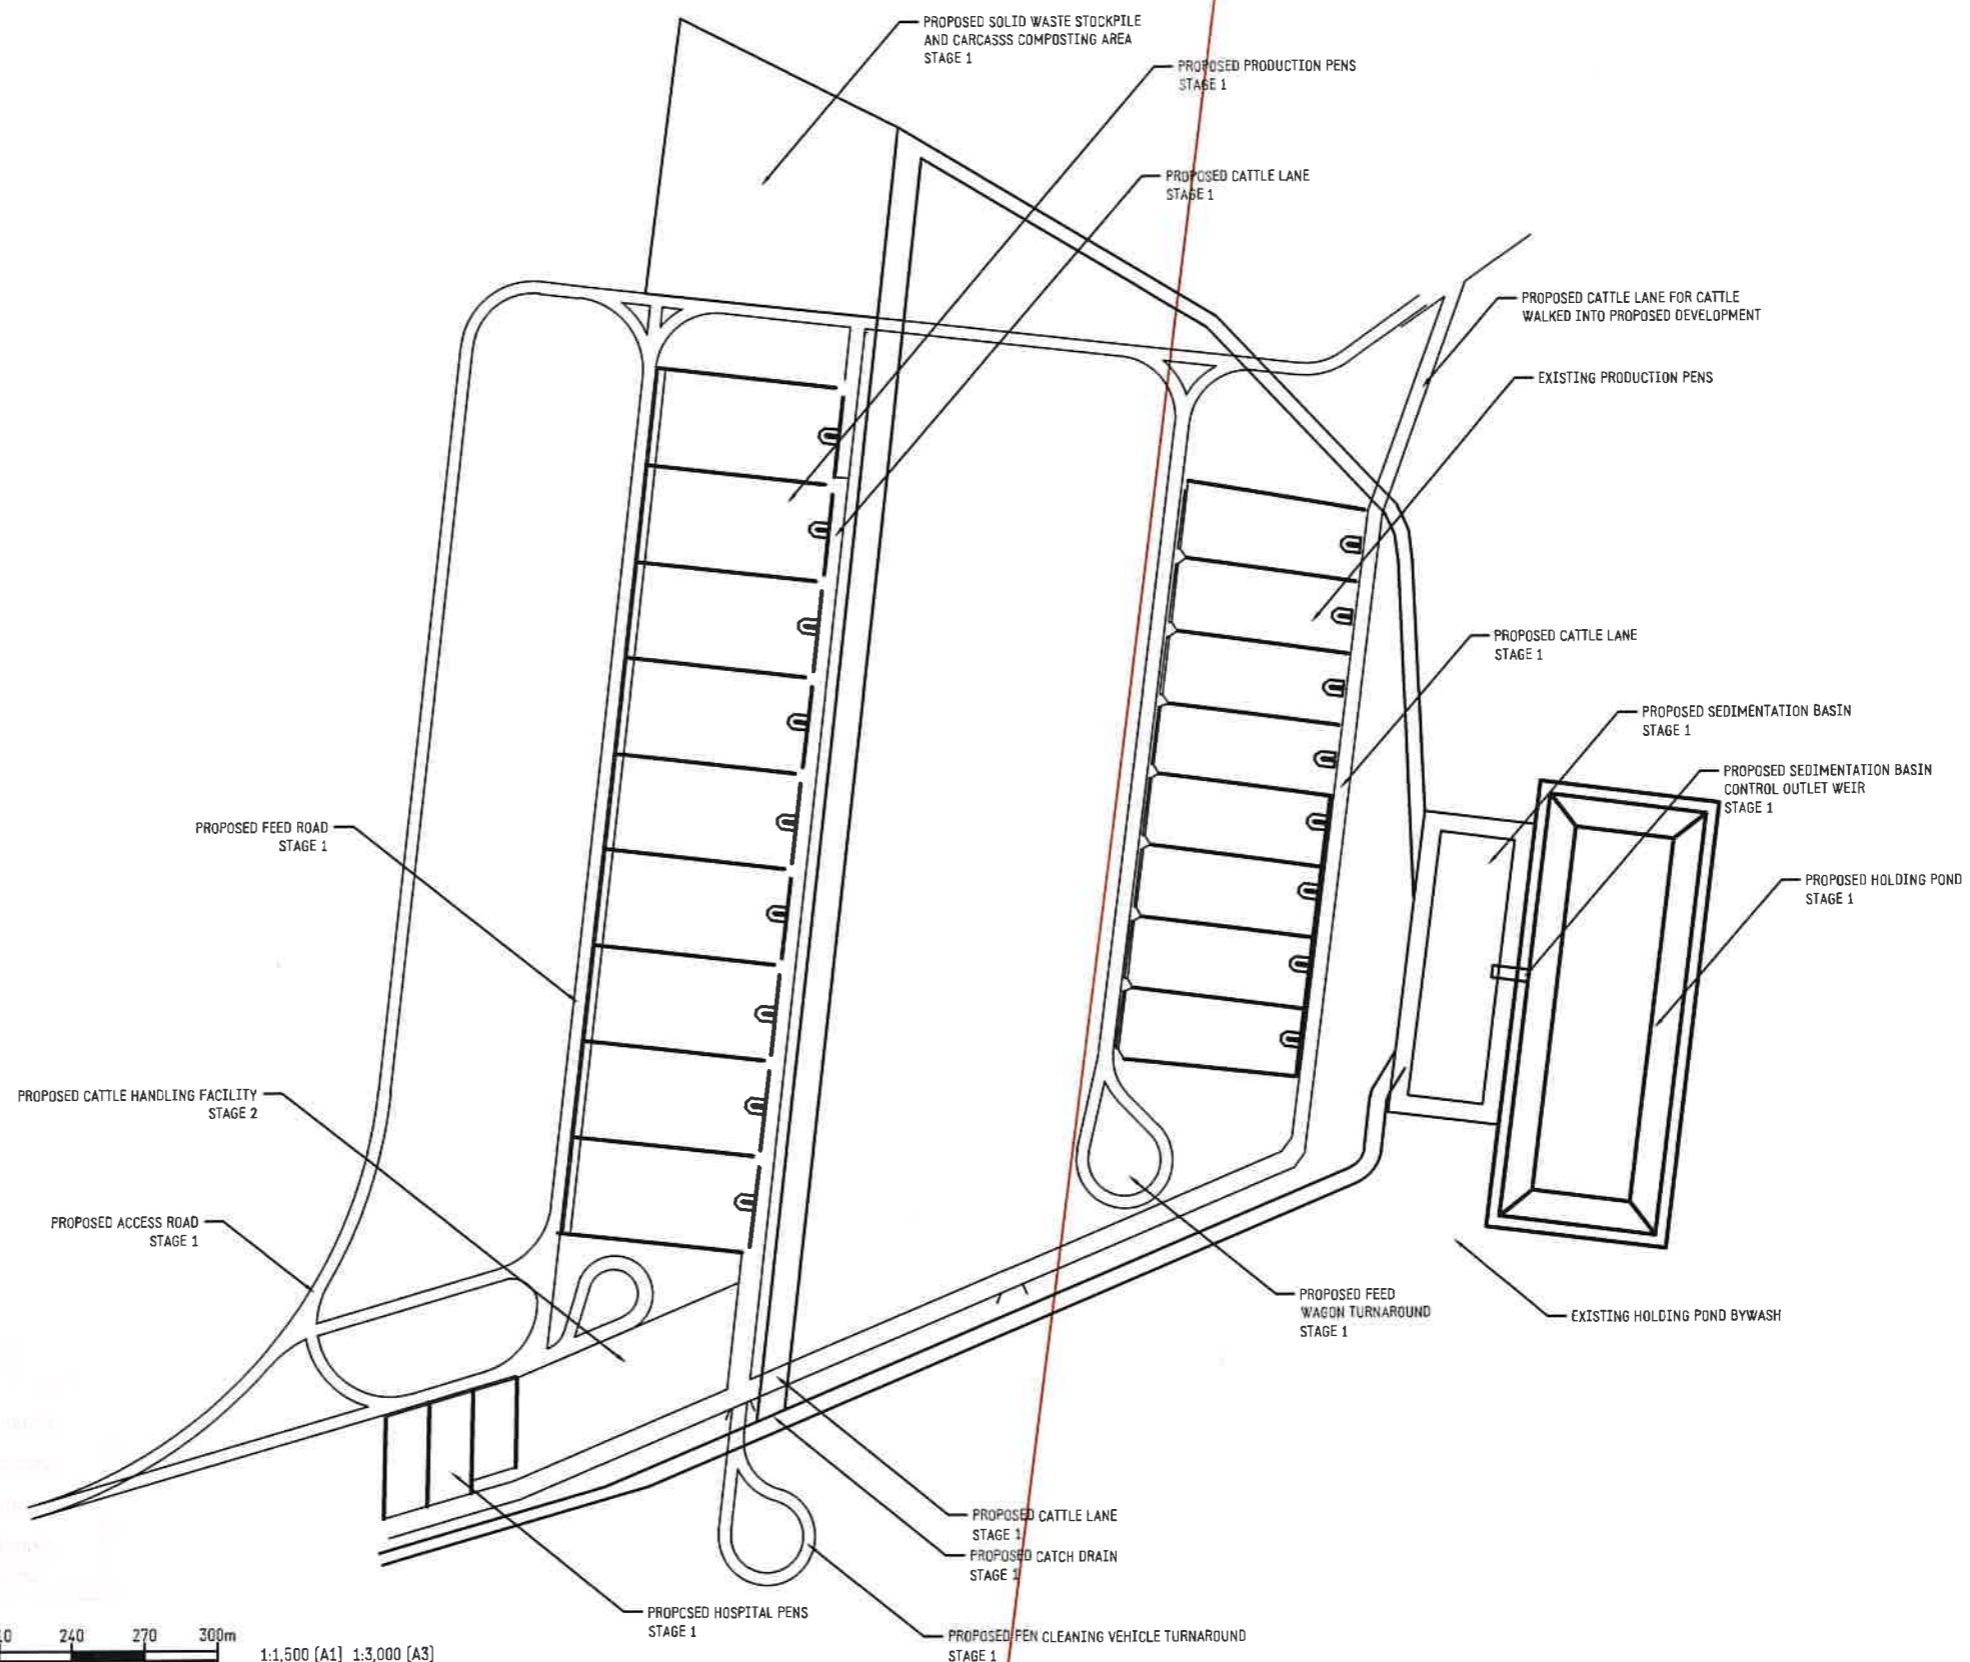 PROPOSED SOLID WASTE STOCKPILE
AND CARCASSS COMPOSTING AREA
STAGE 1
PROPOSED PRODUCTION PENS
STAGE 1
PROPOSED CATTLE LANE
STAGE 1
PROPOSED CATTLE LANE FOR CATTLE
WALKED INTO PROPOSED DEVELOPMENT
EXISTING PRODUCTION PENS
PROPOSED CATTLE LANE
STAGE 1
PROPOSED SEDIMENTATION BASIN
STAGE 1
PROPOSED SEDIMENTATION BASIN
CONTROL OUTLET WEIR
STAGE 1
PROPOSED FEED ROAD
STAGE 1
PROPOSED HOLDING POND
STAGE 1
PROPOSED CATTLE HANDLING FACILITY
STAGE 2
PROPOSED ACCESS ROAD
STAGE 1
PROPOSED FEED
WAGON TURNAROUND
STAGE 1
EXISTING HOLDING POND BYWASH
PROPOSED CATTLE LANE
STAGE 1
PROPOSED CATCH DRAIN
STAGE 1
PROPOSED HOSPITAL PENS
STAGE 1
PROPOSED PEN CLEANING VEHICLE TURNAROUND
STAGE 1
240 270 300m
1:1,500 [A1] 1:3,000 [A3]